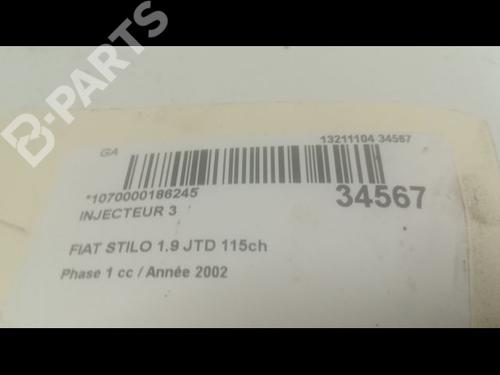 B-PARTS
GA
13211104 34567
*1070000186245
34567
INJECTEUR 3
FIAT STILO 1.9 JTD 115ch
Phase 1 cc / Année 2002